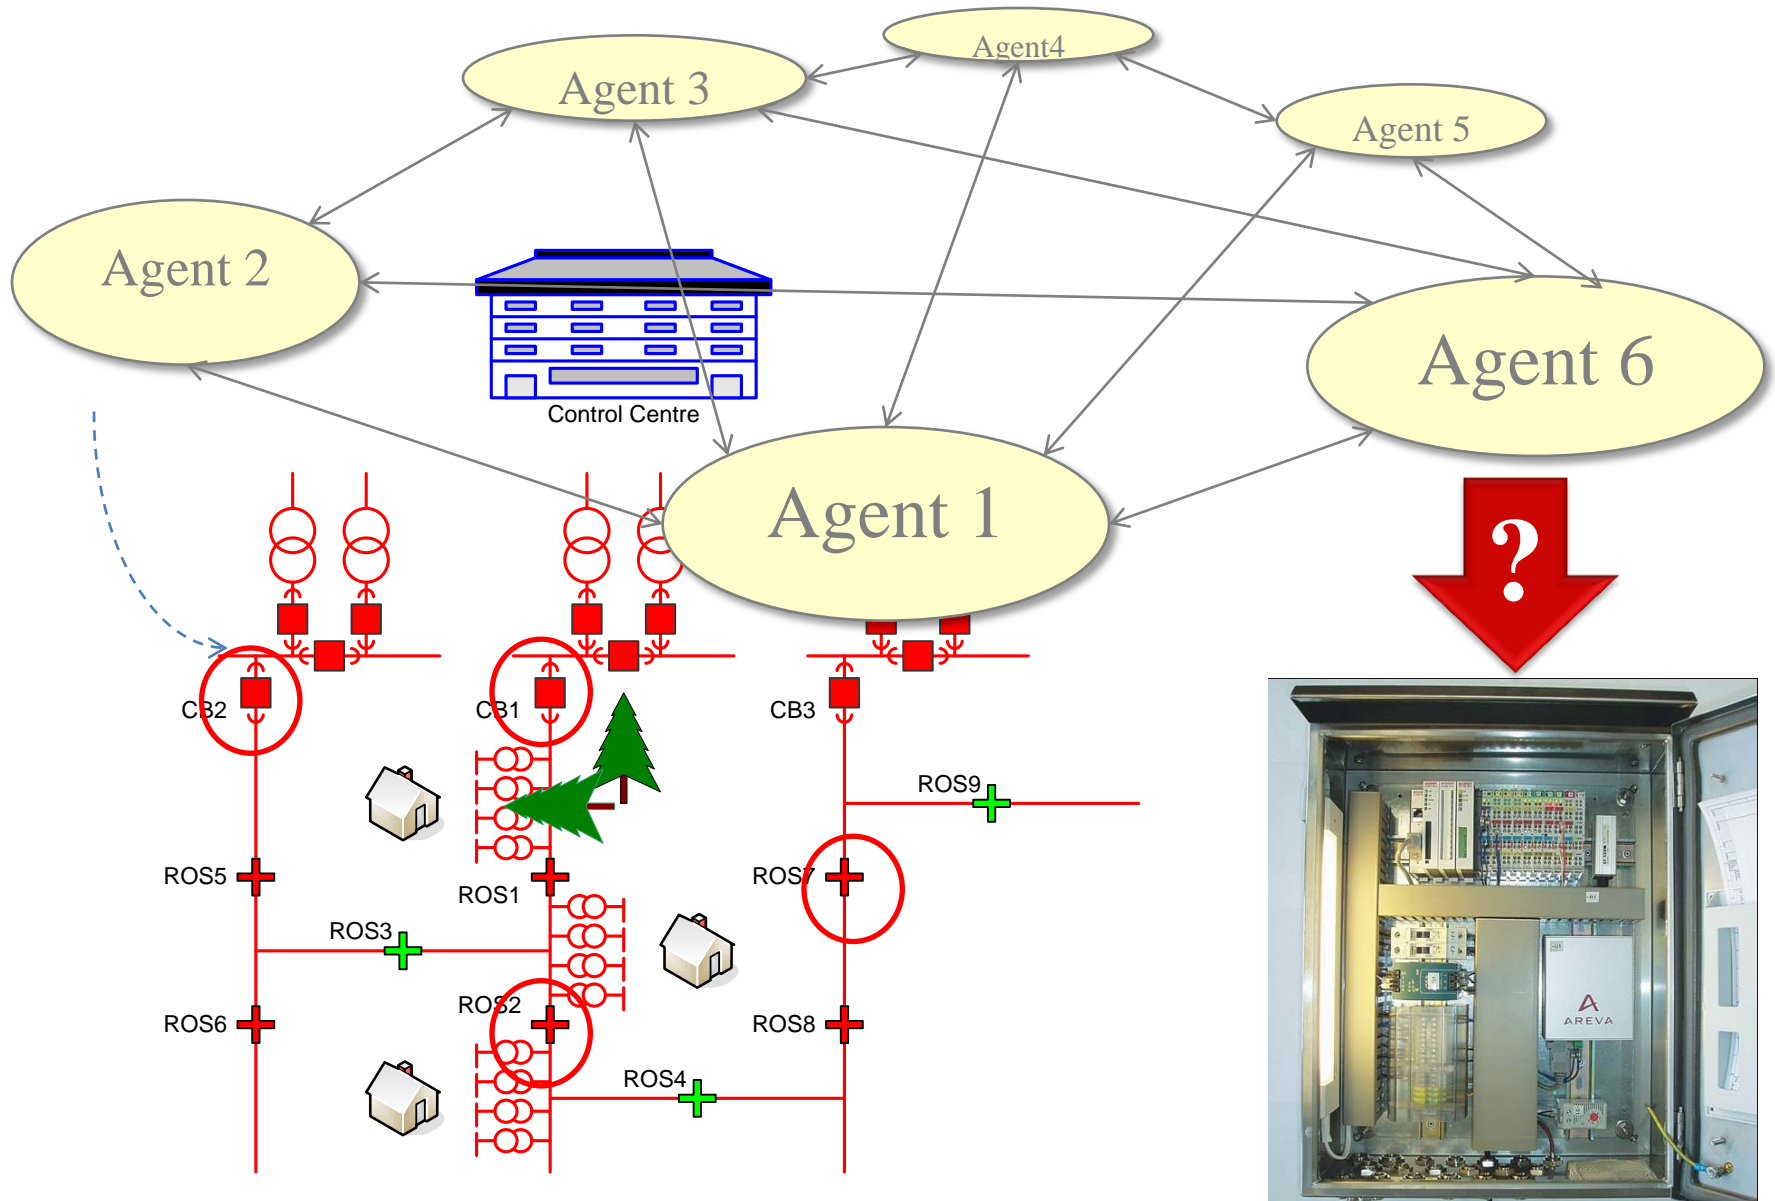 Agent4
Agent 3
Agent 5
Agent 2
Agent 6
Control Centre
Agent 1
?
CB2
CB1
CB3
ROS9
ROS5
ROS1
ROS7
ROS3
ROS2
ROS6
ROS8
ROS4
AREVA